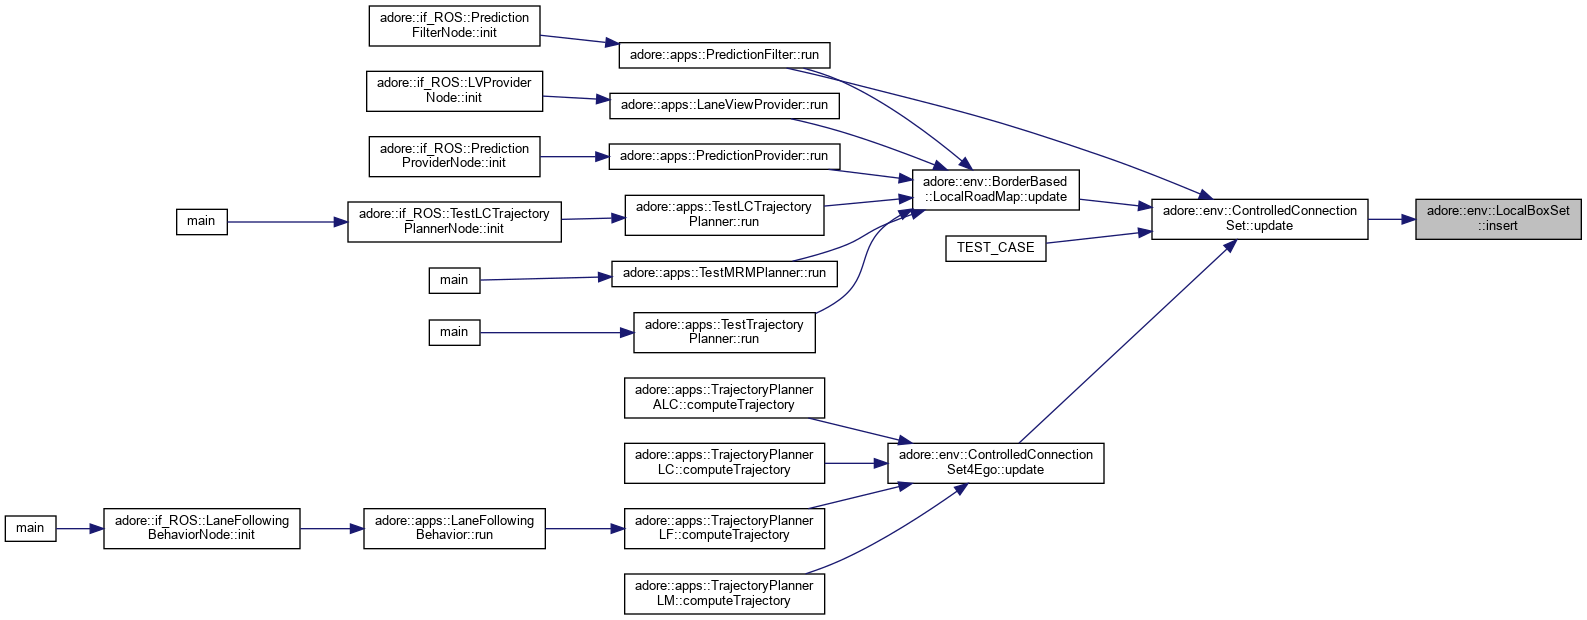 adore::if_ROS::Prediction
FilterNode::init
adore::apps::PredictionFilter::run
adore::if_ROS::LVProvider
Node::init
adore::apps::LaneViewProvider::run
adore::if_ROS::Prediction
ProviderNode::init
adore::apps::PredictionProvider::run
adore::env::BorderBased
::LocalRoadMap::update
main
adore::if_ROS::TestLCTrajectory
PlannerNode::init
adore::apps::TestLCTrajectory
Planner::run
adore::env::ControlledConnection
Set::update
adore::env::LocalBoxSet
::insert
TEST_CASE
main
adore::apps::TestMRMPlanner::run
main
adore::apps::TestTrajectory
Planner::run
adore::apps::TrajectoryPlanner
ALC::computeTrajectory
adore::apps::TrajectoryPlanner
LC::computeTrajectory
adore::env::ControlledConnection
Set4Ego::update
main
adore::if_ROS::LaneFollowing
BehaviorNode::init
adore::apps::LaneFollowing
Behavior::run
adore::apps::TrajectoryPlanner
LF::computeTrajectory
adore::apps::TrajectoryPlanner
LM::computeTrajectory